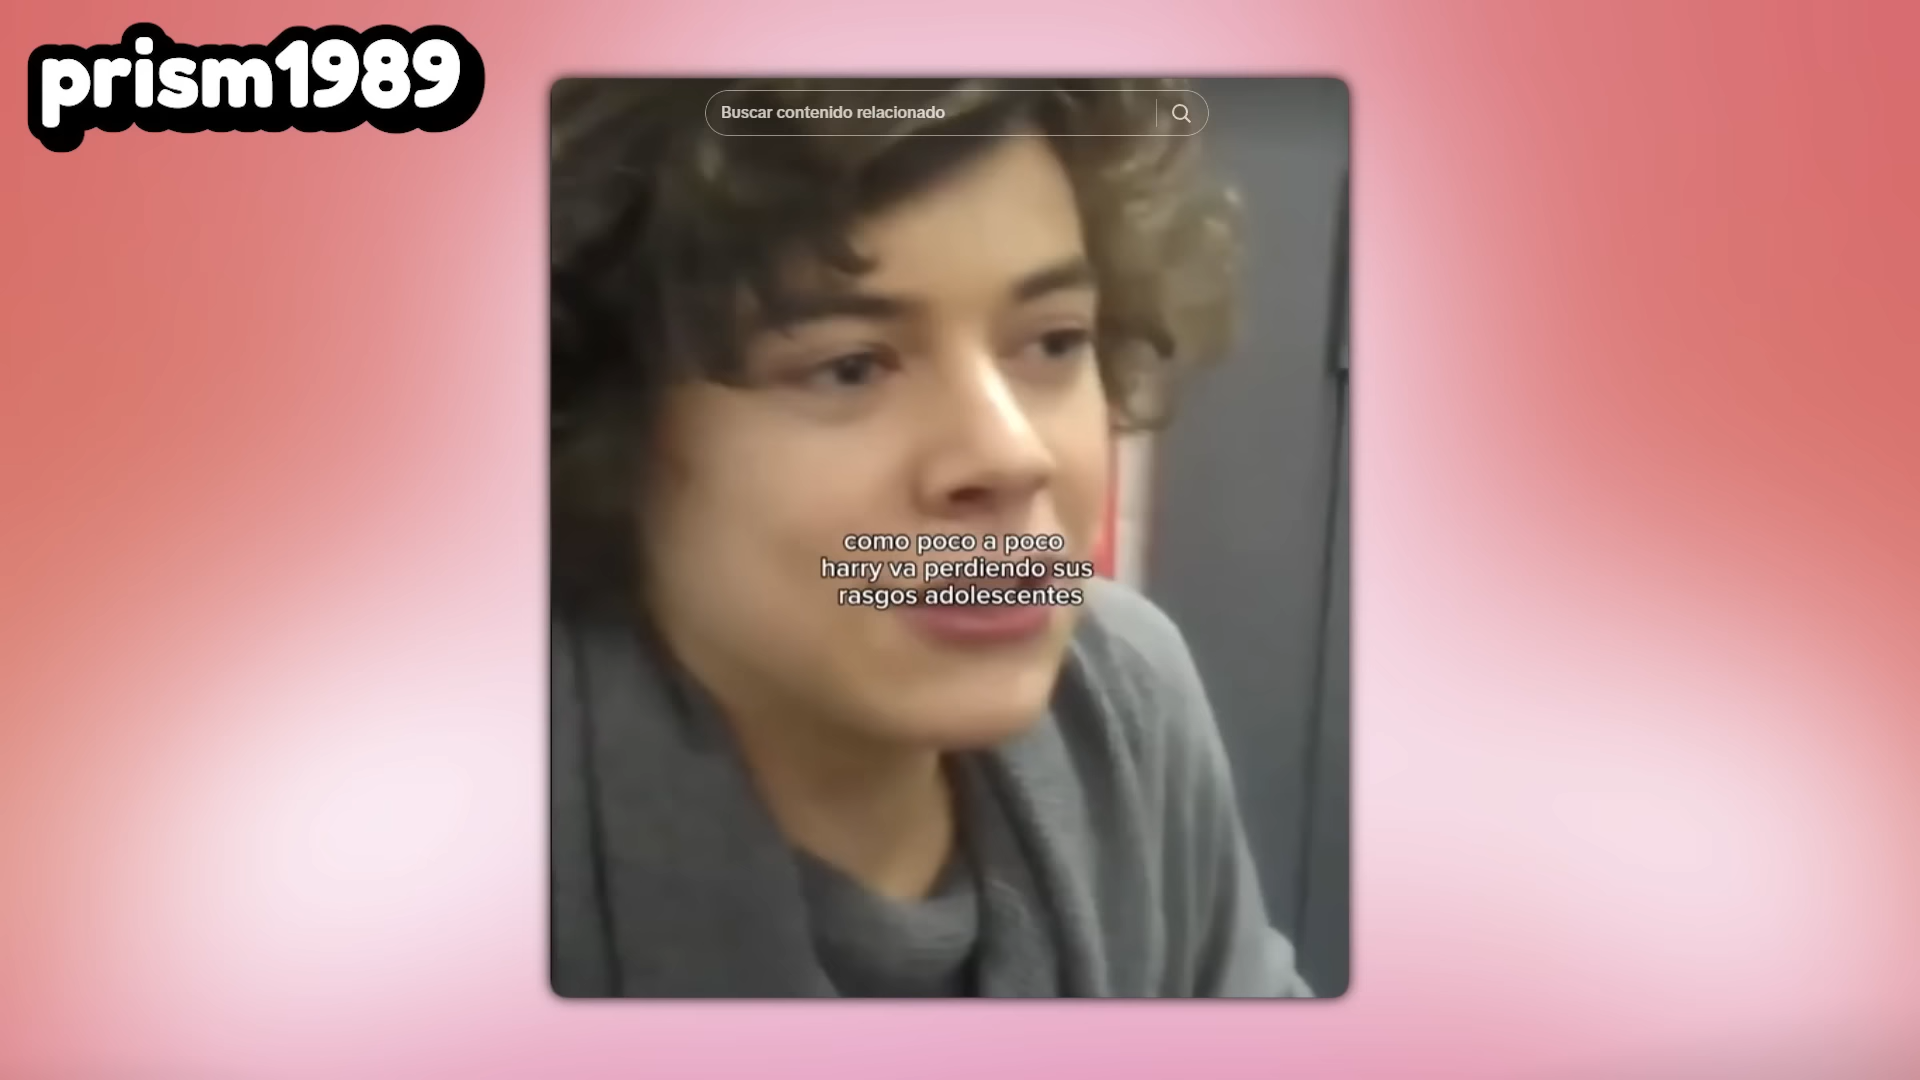 prism1989
Buscar contenido relacionado
como poco a poco
harry va perdiendo sus
rasgos adolescentes